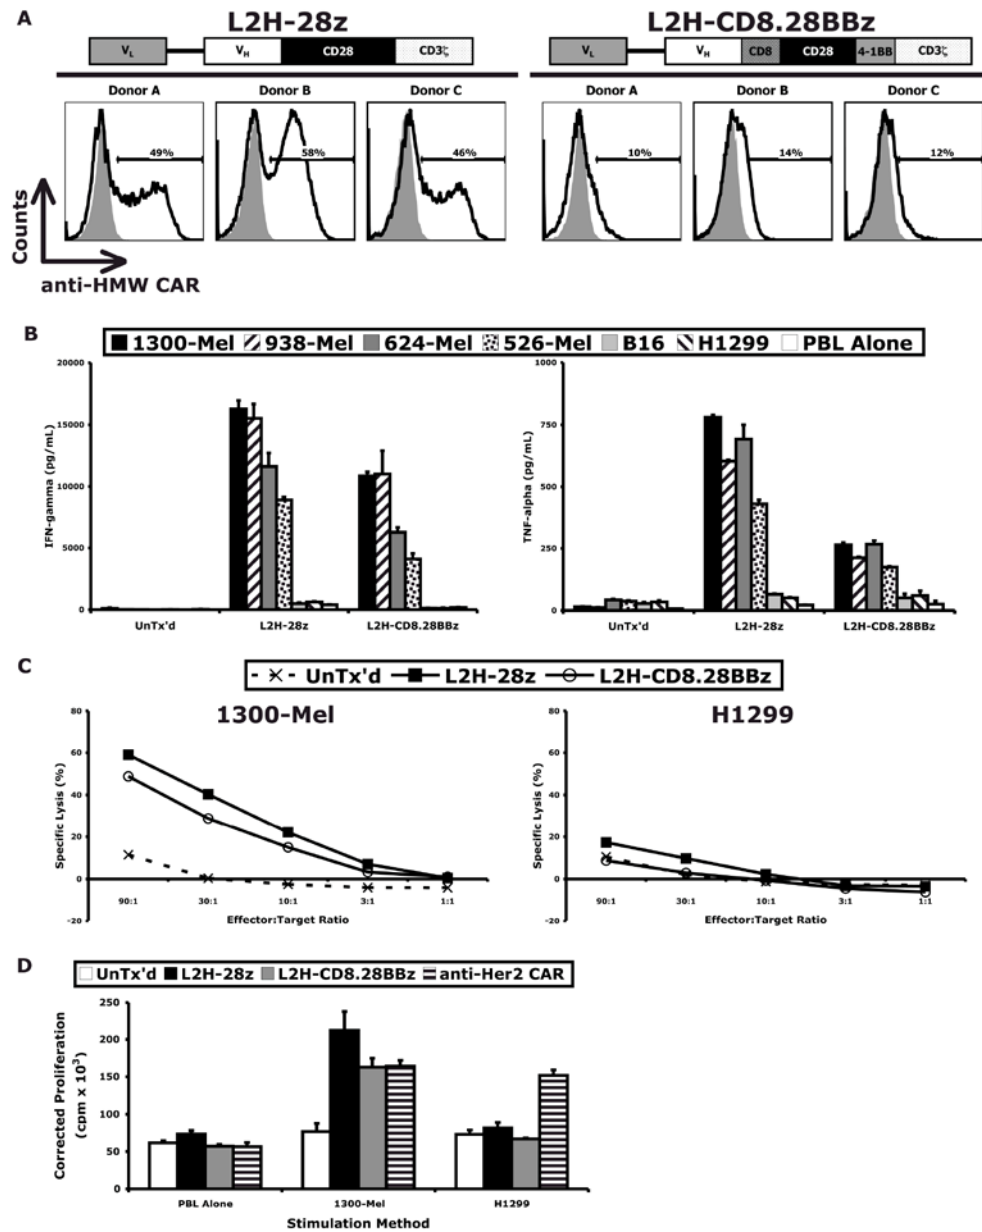 A
L2H-28z
L2H-CD8.28BBz
VL VH CD28 CD3ζ
VL VH CD8 CD28 4-1BB CD3ζ
Donor A Donor B Donor C
Donor A Donor B Donor C
49% 58% 46%
10% 14% 12%
Counts
anti-HMW CAR
B
1300-Mel 938-Mel 624-Mel 526-Mel B16 H1299 PBL Alone
IFN-gamma (pg/mL)
20000
15000
10000
5000
0
UnTx'd L2H-28z L2H-CD8.28BBz
TNF-alpha (pg/mL)
1000
750
500
250
0
UnTx'd L2H-28z L2H-CD8.28BBz
C
UnTx'd L2H-28z L2H-CD8.28BBz
1300-Mel
Specific Lysis (%)
80
60
40
20
0
-20
90:1 30:1 10:1 3:1 1:1
Effector:Target Ratio
H1299
Specific Lysis (%)
80
60
40
20
0
-20
90:1 30:1 10:1 3:1 1:1
Effector:Target Ratio
D
UnTx'd L2H-28z L2H-CD8.28BBz anti-Her2 CAR
Corrected Proliferation
(cpm x 10³)
250
200
150
100
50
0
PBL Alone 1300-Mel H1299
Stimulation Method